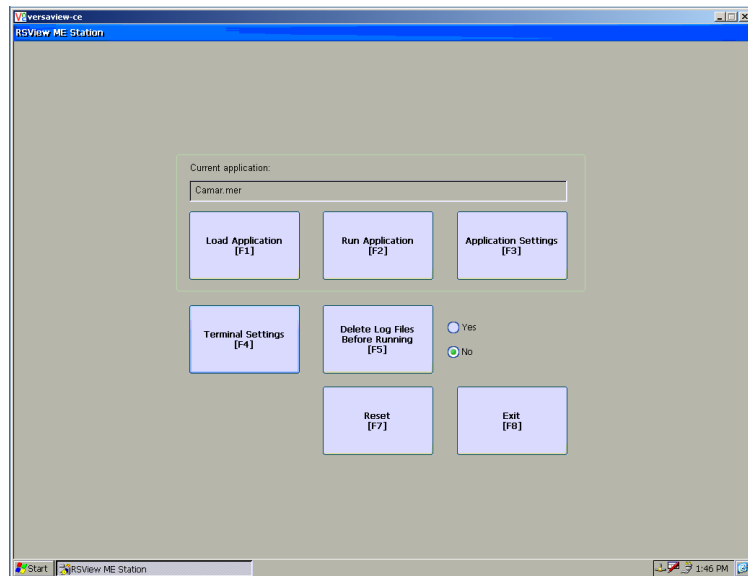 versaview-ce
RSView ME Station
Current application:
Camar.mer
Load Application
[F1]
Run Application
[F2]
Application Settings
[F3]
Terminal Settings
[F4]
Delete Log Files
Before Running
[F5]
Yes
No
Reset
[F7]
Exit
[F8]
Start
RSView ME Station
1:46 PM